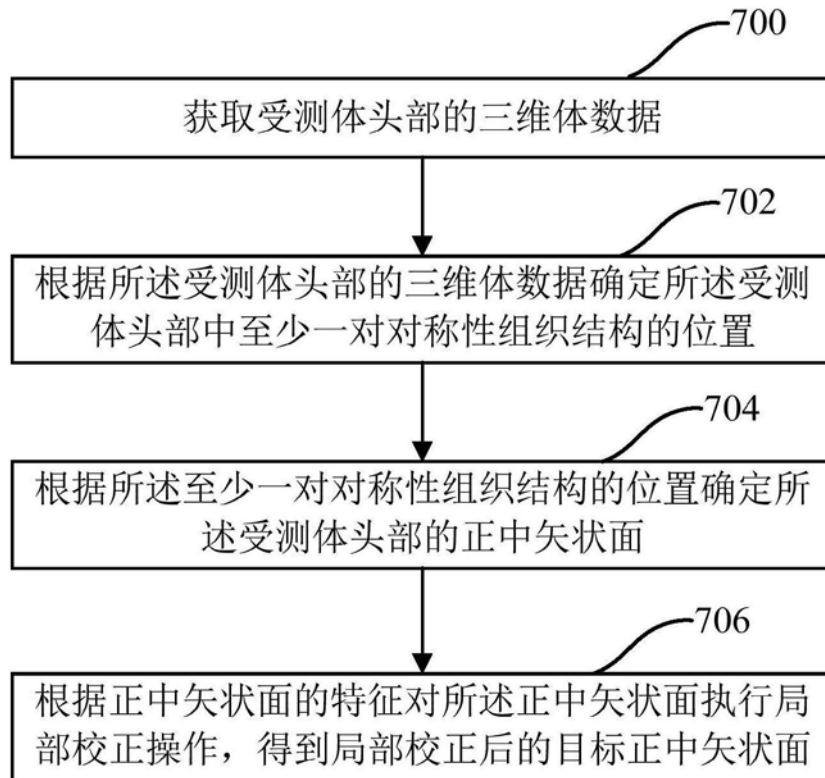 700
获取受测体头部的三维体数据
702
根据所述受测体头部的三维体数据确定所述受测
体头部中至少一对对称性组织结构的位置
704
根据所述至少一对对称性组织结构的位置确定所
述受测体头部的正中矢状面
706
根据正中矢状面的特征对所述正中矢状面执行局
部校正操作，得到局部校正后的目标正中矢状面